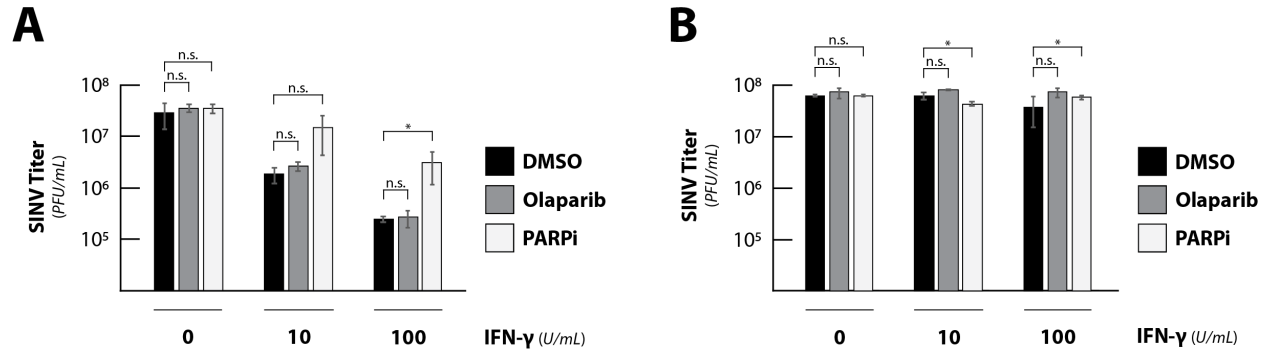 A
n.s.
n.s.
n.s.
n.s.
*
n.s.
10⁸
10⁷
10⁶
10⁵
SINV Titer
(PFU/mL)
DMSO
Olaparib
PARPi
0
10
100
IFN-γ (U/mL)
B
n.s.
n.s.
*
n.s.
*
n.s.
10⁸
10⁷
10⁶
10⁵
SINV Titer
(PFU/mL)
DMSO
Olaparib
PARPi
0
10
100
IFN-γ (U/mL)